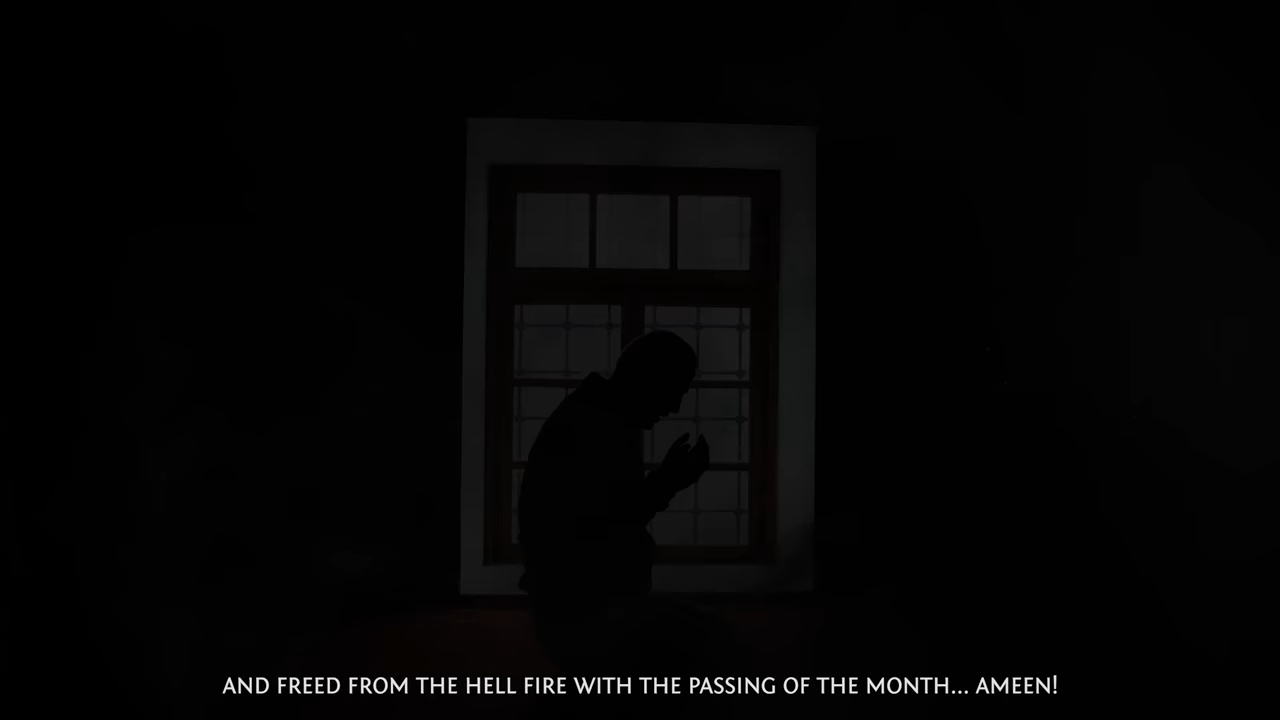 AND FREED FROM THE HELL FIRE WITH THE PASSING OF THE MONTH... AMEEN!